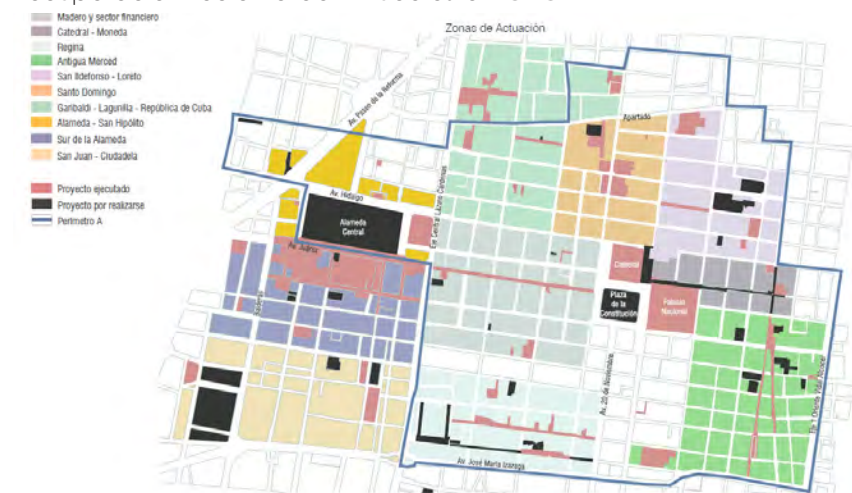 Zonas de Actuación
Madero y sector financiero
Catedral - Moneda
Regina
Antigua Merced
San Ildefonso - Loreto
Santo Domingo
Garibaldi - Lagunilla - República de Cuba
Alameda - San Hipólito
Sur de la Alameda
San Juan - Ciudadela
Proyecto ejecutado
Proyecto por realizarse
Perímetro A
Av. Paseo de la Reforma
Apartado
Av. Hidalgo
Eje Central Lázaro Cárdenas
Alameda
Central
Av. Juárez
Catedral
Plaza
de la
Constitución
Palacio
Nacional
Balderas
Av. 20 de Noviembre
Av. José María Izazaga